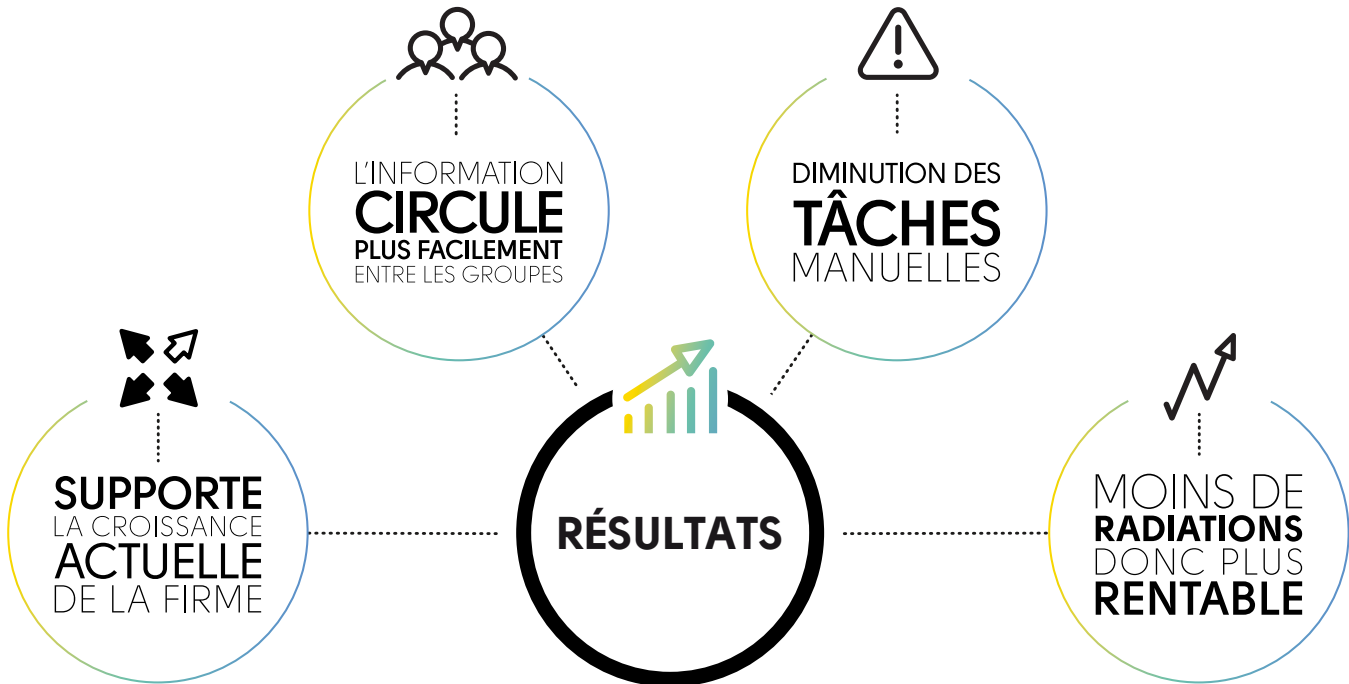 L'INFORMATION
CIRCULE
PLUS FACILEMENT
ENTRE LES GROUPES
DIMINUTION DES
TÂCHES
MANUELLES
SUPPORTE
LA CROISSANCE
ACTUELLE
DE LA FIRME
RÉSULTATS
MOINS DE
RADIATIONS
DONC PLUS
RENTABLE